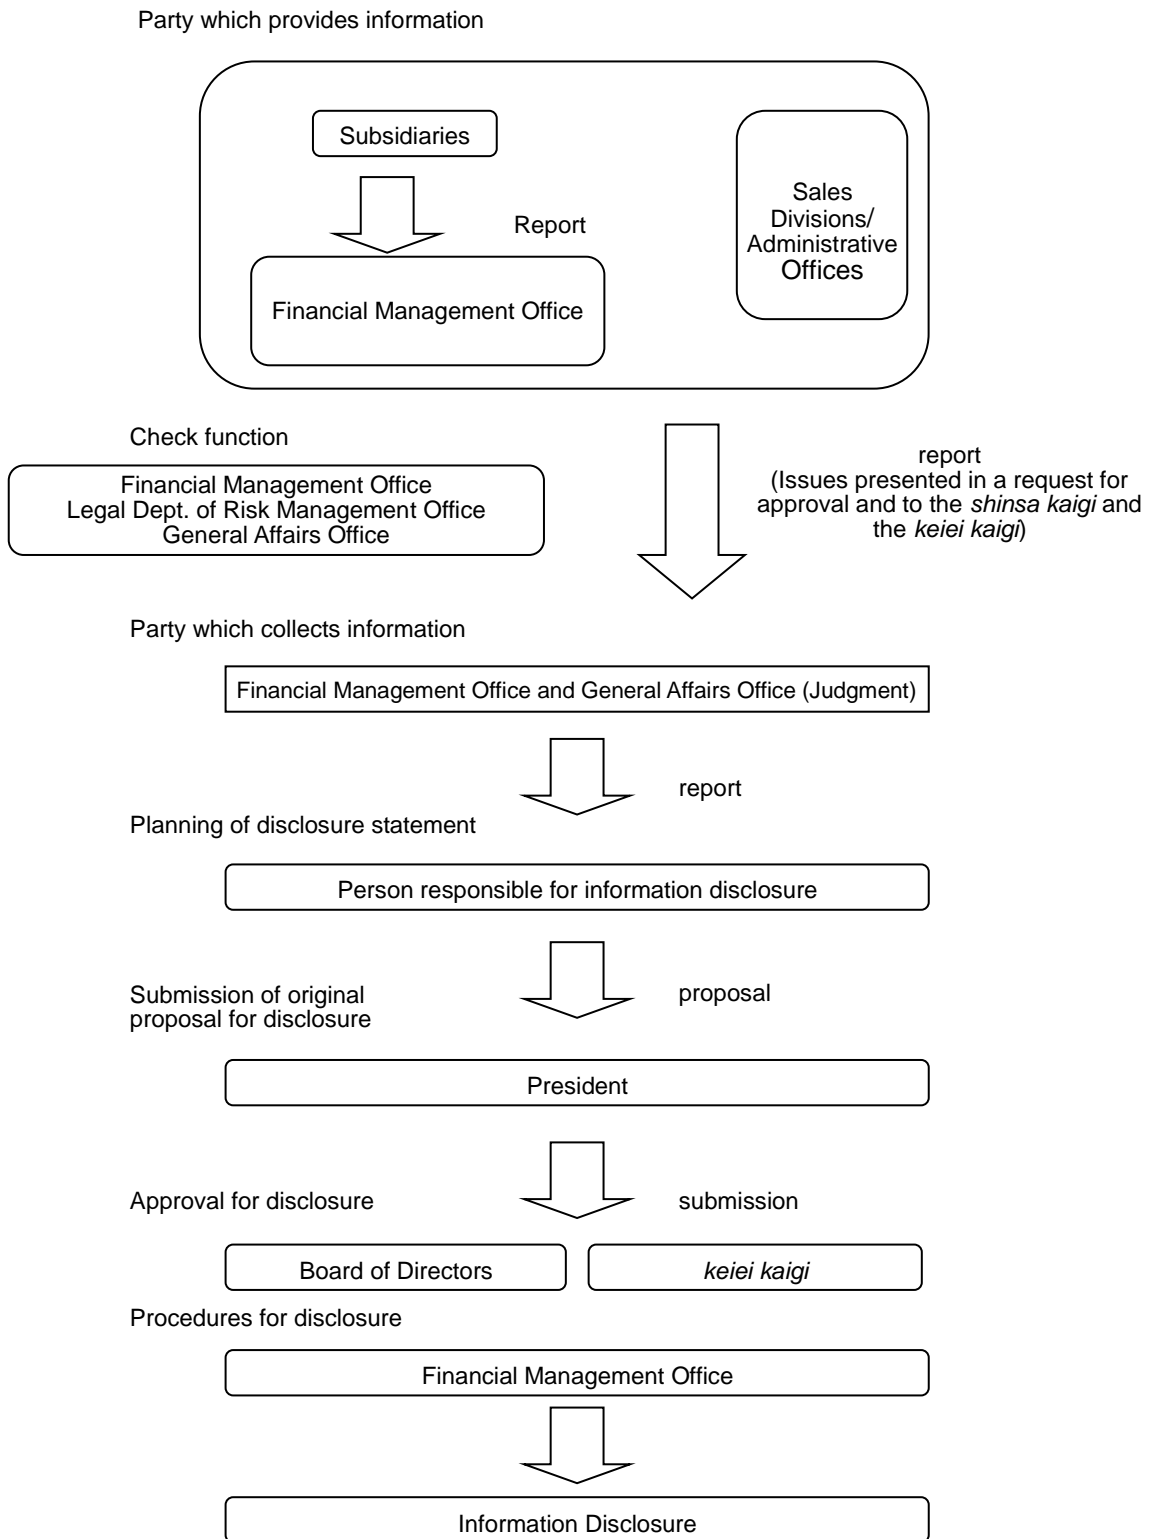 Party which provides information
Subsidiaries
Report
Financial Management Office
Sales
Divisions/
Administrative
Offices
Check function
Financial Management Office
Legal Dept. of Risk Management Office
General Affairs Office
report
(Issues presented in a request for
approval and to the shinsa kaigi and
the keiei kaigi)
Party which collects information
Financial Management Office and General Affairs Office (Judgment)
report
Planning of disclosure statement
Person responsible for information disclosure
Submission of original
proposal for disclosure
proposal
President
Approval for disclosure
submission
Board of Directors
keiei kaigi
Procedures for disclosure
Financial Management Office
Information Disclosure